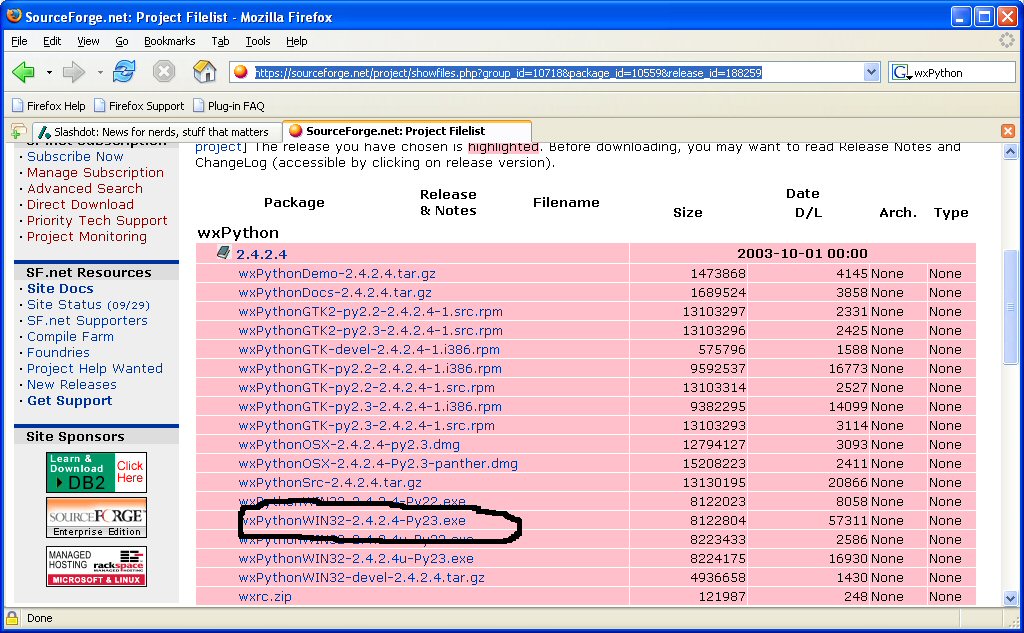 SourceForge.net: Project Filelist - Mozilla Firefox
File Edit View Go Bookmarks Tab Tools Help
https://sourceforge.net/project/showfiles.php?group_id=10718&package_id=10559&release_id=188259
G wxPython
Firefox Help Firefox Support Plug-in FAQ
Slashdot: News for nerds, stuff that matters
SourceForge.net: Project Filelist
SF.net Subscription
· Subscribe Now
· Manage Subscription
· Advanced Search
· Direct Download
· Priority Tech Support
· Project Monitoring
SF.net Resources
· Site Docs
· Site Status (09/29)
· SF.net Supporters
· Compile Farm
· Foundries
· Project Help Wanted
· New Releases
· Get Support
Site Sponsors
Learn &
Download
DB2
Click
Here
SOURCEFORGE
Enterprise Edition
MANAGED
HOSTING
rackspace
MICROSOFT & LINUX
project] The release you have chosen is highlighted. Before downloading, you may want to read Release Notes and
ChangeLog (accessible by clicking on release version).
Package Release & Notes Filename Size Date D/L Arch. Type
wxPython
2.4.2.4 2003-10-01 00:00
wxPythonDemo-2.4.2.4.tar.gz 1473868 4145 None None
wxPythonDocs-2.4.2.4.tar.gz 1689524 3858 None None
wxPythonGTK2-py2.2-2.4.2.4-1.src.rpm 13103297 2331 None None
wxPythonGTK2-py2.3-2.4.2.4-1.src.rpm 13103296 2425 None None
wxPythonGTK-devel-2.4.2.4-1.i386.rpm 575796 1588 None None
wxPythonGTK-py2.2-2.4.2.4-1.i386.rpm 9592537 16773 None None
wxPythonGTK-py2.2-2.4.2.4-1.src.rpm 13103314 2527 None None
wxPythonGTK-py2.3-2.4.2.4-1.i386.rpm 9382295 14099 None None
wxPythonGTK-py2.3-2.4.2.4-1.src.rpm 13103293 3114 None None
wxPythonOSX-2.4.2.4-py2.3.dmg 12794127 3093 None None
wxPythonOSX-2.4.2.4-Py2.3-panther.dmg 15208223 2411 None None
wxPythonSrc-2.4.2.4.tar.gz 13130195 20866 None None
wxPythonWIN32-2.4.2.4-Py22.exe 8122023 8058 None None
wxPythonWIN32-2.4.2.4-Py23.exe 8122804 57311 None None
wxPythonWIN32-2.4.2.4u-Py22.exe 8223433 2586 None None
wxPythonWIN32-2.4.2.4u-Py23.exe 8224175 16930 None None
wxPythonWIN32-devel-2.4.2.4.tar.gz 4936658 1430 None None
wxrc.zip 121987 248 None None
Done